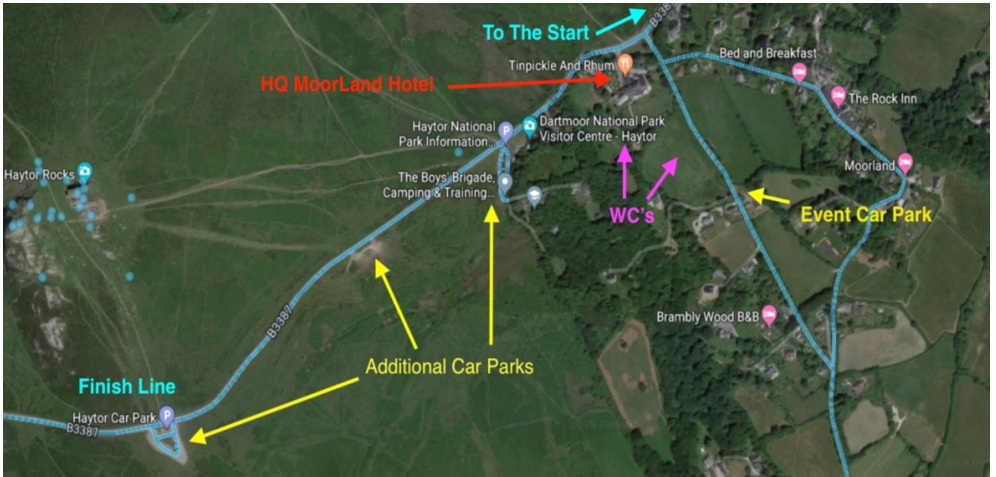 To The Start
B338
Bed and Breakfast
Tinpickle And Rhum
HQ MoorLand Hotel
The Rock Inn
Haytor National
Park Information...
Dartmoor National Park
Visitor Centre - Haytor
Haytor Rocks
Moorland
The Boys' Brigade,
Camping & Training...
WC's
Event Car Park
B3387
Brambly Wood B&B
Additional Car Parks
Finish Line
Haytor Car Park
B3387